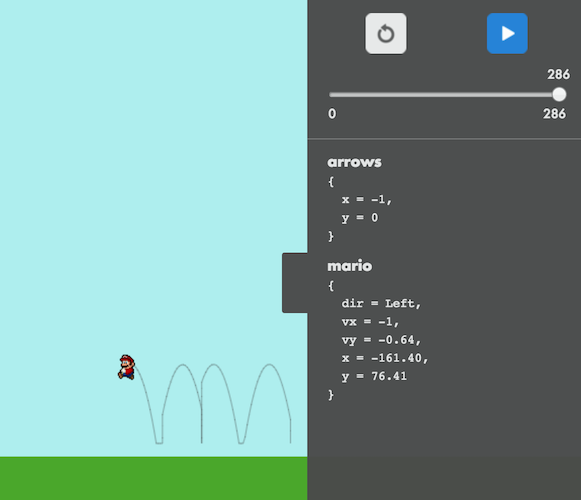 286
0 286
arrows
{
x = -1,
y = 0
}
mario
{
dir = Left,
vx = -1,
vy = -0.64,
x = -161.40,
y = 76.41
}